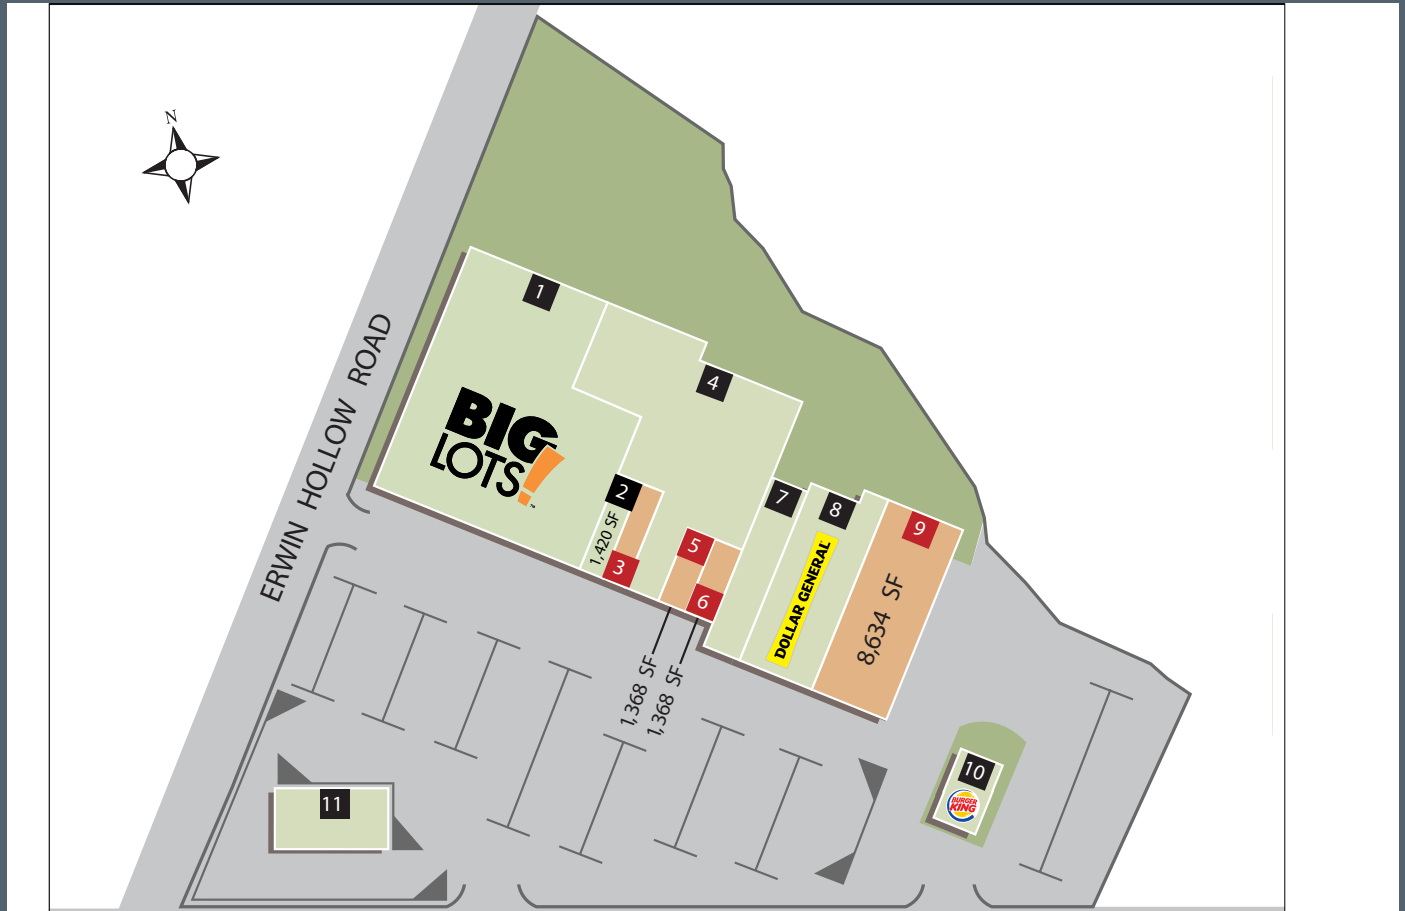 N
ERWIN HOLLOW ROAD
1
4
BIG
LOTS!
™
2
1,420 SF
3
5
6
7
8
9
DOLLAR GENERAL
8,634 SF
1,368 SF
1,368 SF
10
BURGER
KING
11